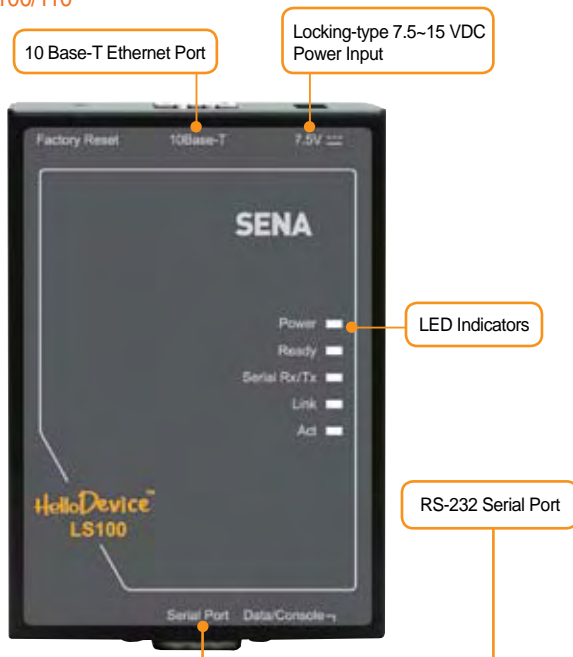 100/110
10 Base-T Ethernet Port
Locking-type 7.5~15 VDC
Power Input
Factory Reset 10Base-T 7.5V
SENA
Power
Ready
Serial Rx/Tx
Link
Act
LED Indicators
HelloDevice™
LS100
RS-232 Serial Port
Serial Port Data/Console